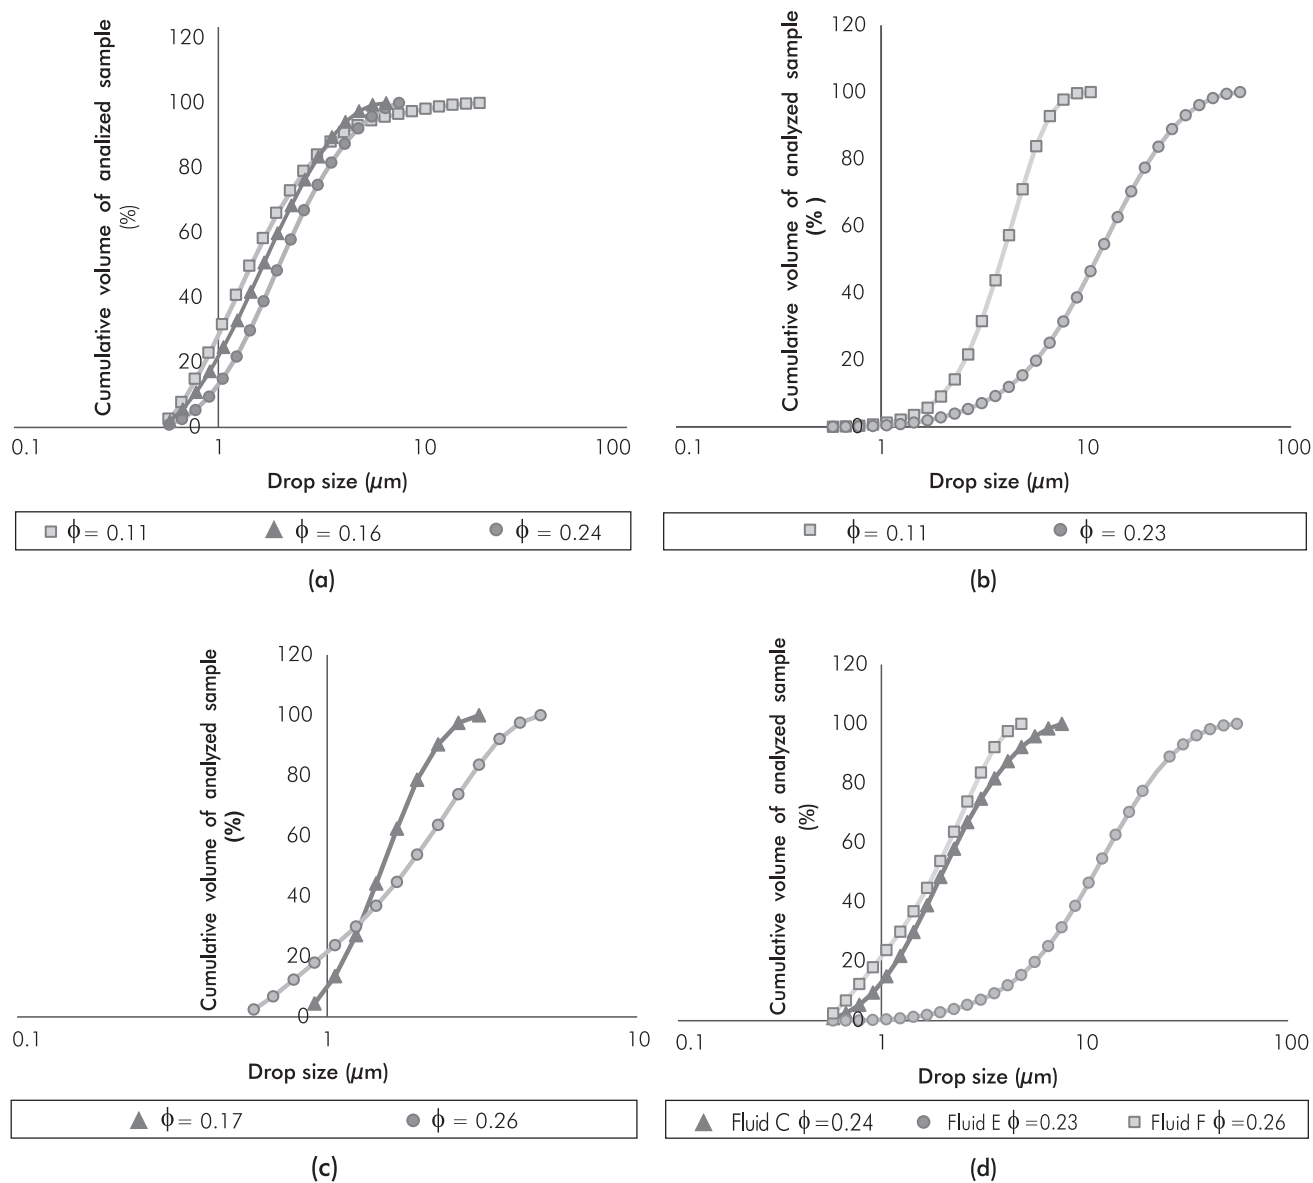 Cumulative volume of analized sample
(%)
120
100
80
60
40
20
0
0.1 1 10 100
Drop size (μm)
ϕ = 0.11 ϕ = 0.16 ϕ = 0.24
(a)
Cumulative volume of analyzed sample
(% )
120
100
80
60
40
20
0
0.1 1 10 100
Drop size (μm)
ϕ = 0.11 ϕ = 0.23
(b)
Cumulative volume of analyzed sample
(%)
120
100
80
60
40
20
0
0.1 1 10
Drop size (μm)
ϕ = 0.17 ϕ = 0.26
(c)
Cumulative volume of analyzed sample
(%)
120
100
80
60
40
20
0
0.1 1 10 100
Drop size (μm)
Fluid C ϕ=0.24 Fluid E ϕ=0.23 Fluid F ϕ=0.26
(d)